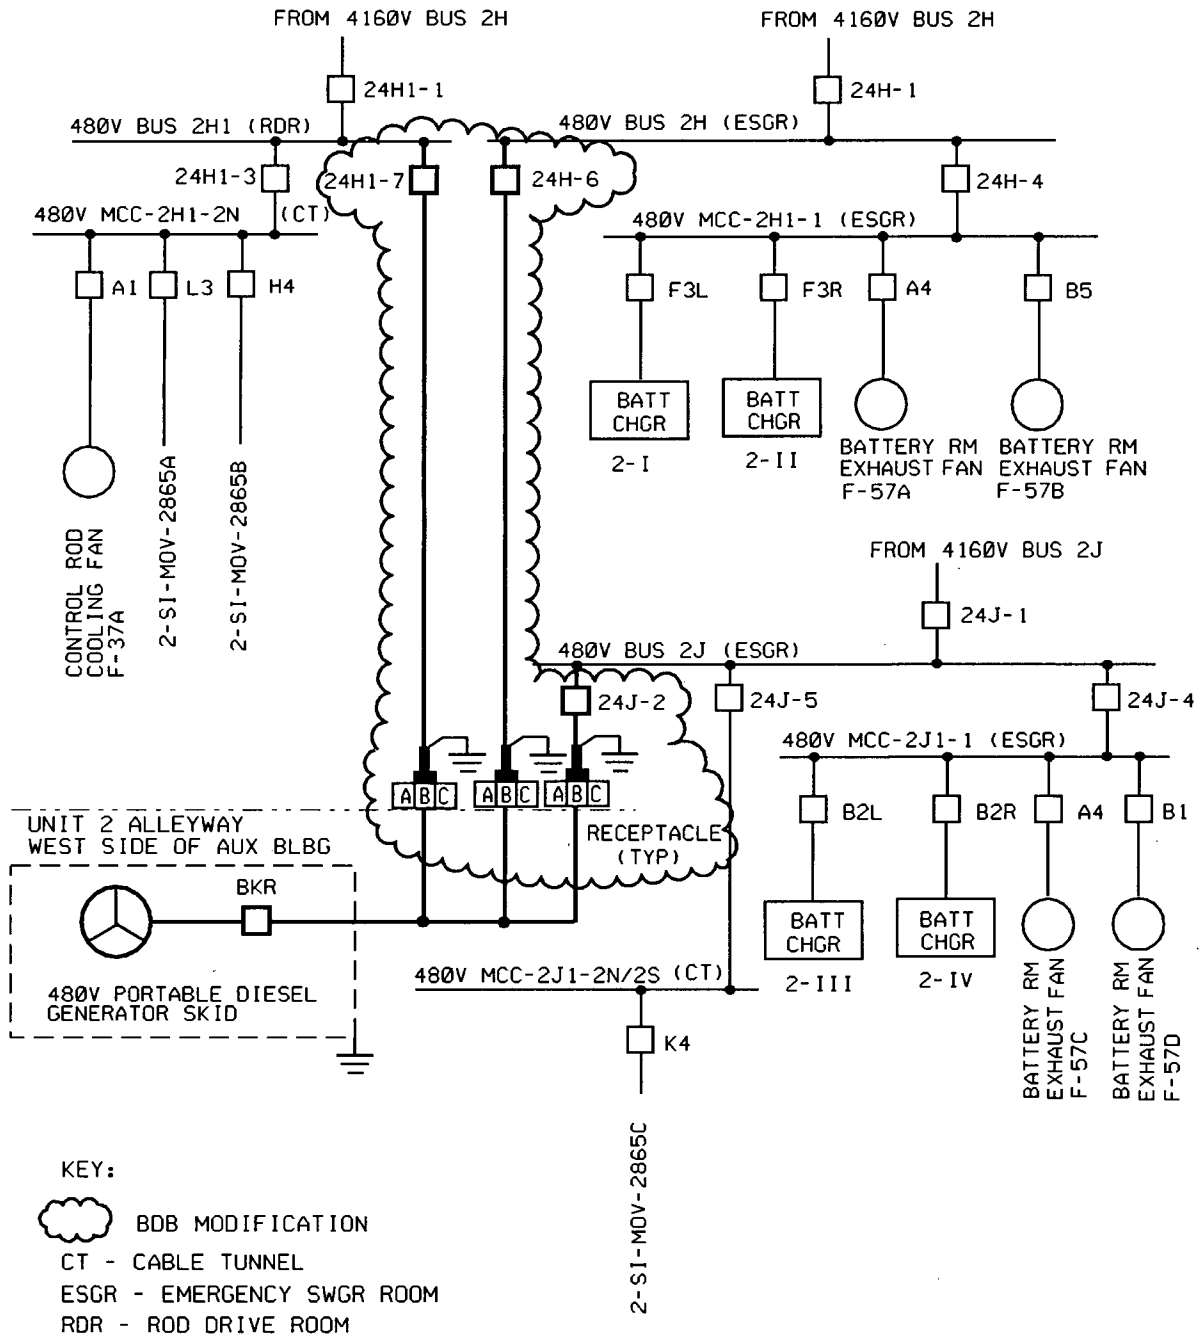 FROM 4160V BUS 2H
FROM 4160V BUS 2H
24H1-1
24H-1
480V BUS 2H1 (RDR)
480V BUS 2H (ESGR)
24H1-3
24H1-7
24H-6
24H-4
480V MCC-2H1-2N (CT)
480V MCC-2H1-1 (ESGR)
A1
L3
H4
F3L
F3R
A4
B5
BATT
CHGR
2-I
BATT
CHGR
2-II
BATTERY RM
EXHAUST FAN
F-57A
BATTERY RM
EXHAUST FAN
F-57B
CONTROL ROD
COOLING FAN
F-37A
2-SI-MOV-2865A
2-SI-MOV-2865B
FROM 4160V BUS 2J
24J-1
480V BUS 2J (ESGR)
24J-2
24J-5
24J-4
480V MCC-2J1-1 (ESGR)
A B C
A B C
A B C
B2L
B2R
A4
B1
UNIT 2 ALLEYWAY
WEST SIDE OF AUX BLBG
RECEPTACLE
(TYP)
BKR
480V PORTABLE DIESEL
GENERATOR SKID
BATT
CHGR
2-III
BATT
CHGR
2-IV
BATTERY RM
EXHAUST FAN
F-57C
BATTERY RM
EXHAUST FAN
F-57D
480V MCC-2J1-2N/2S (CT)
K4
2-SI-MOV-2865C
KEY:
BDB MODIFICATION
CT - CABLE TUNNEL
ESGR - EMERGENCY SWGR ROOM
RDR - ROD DRIVE ROOM